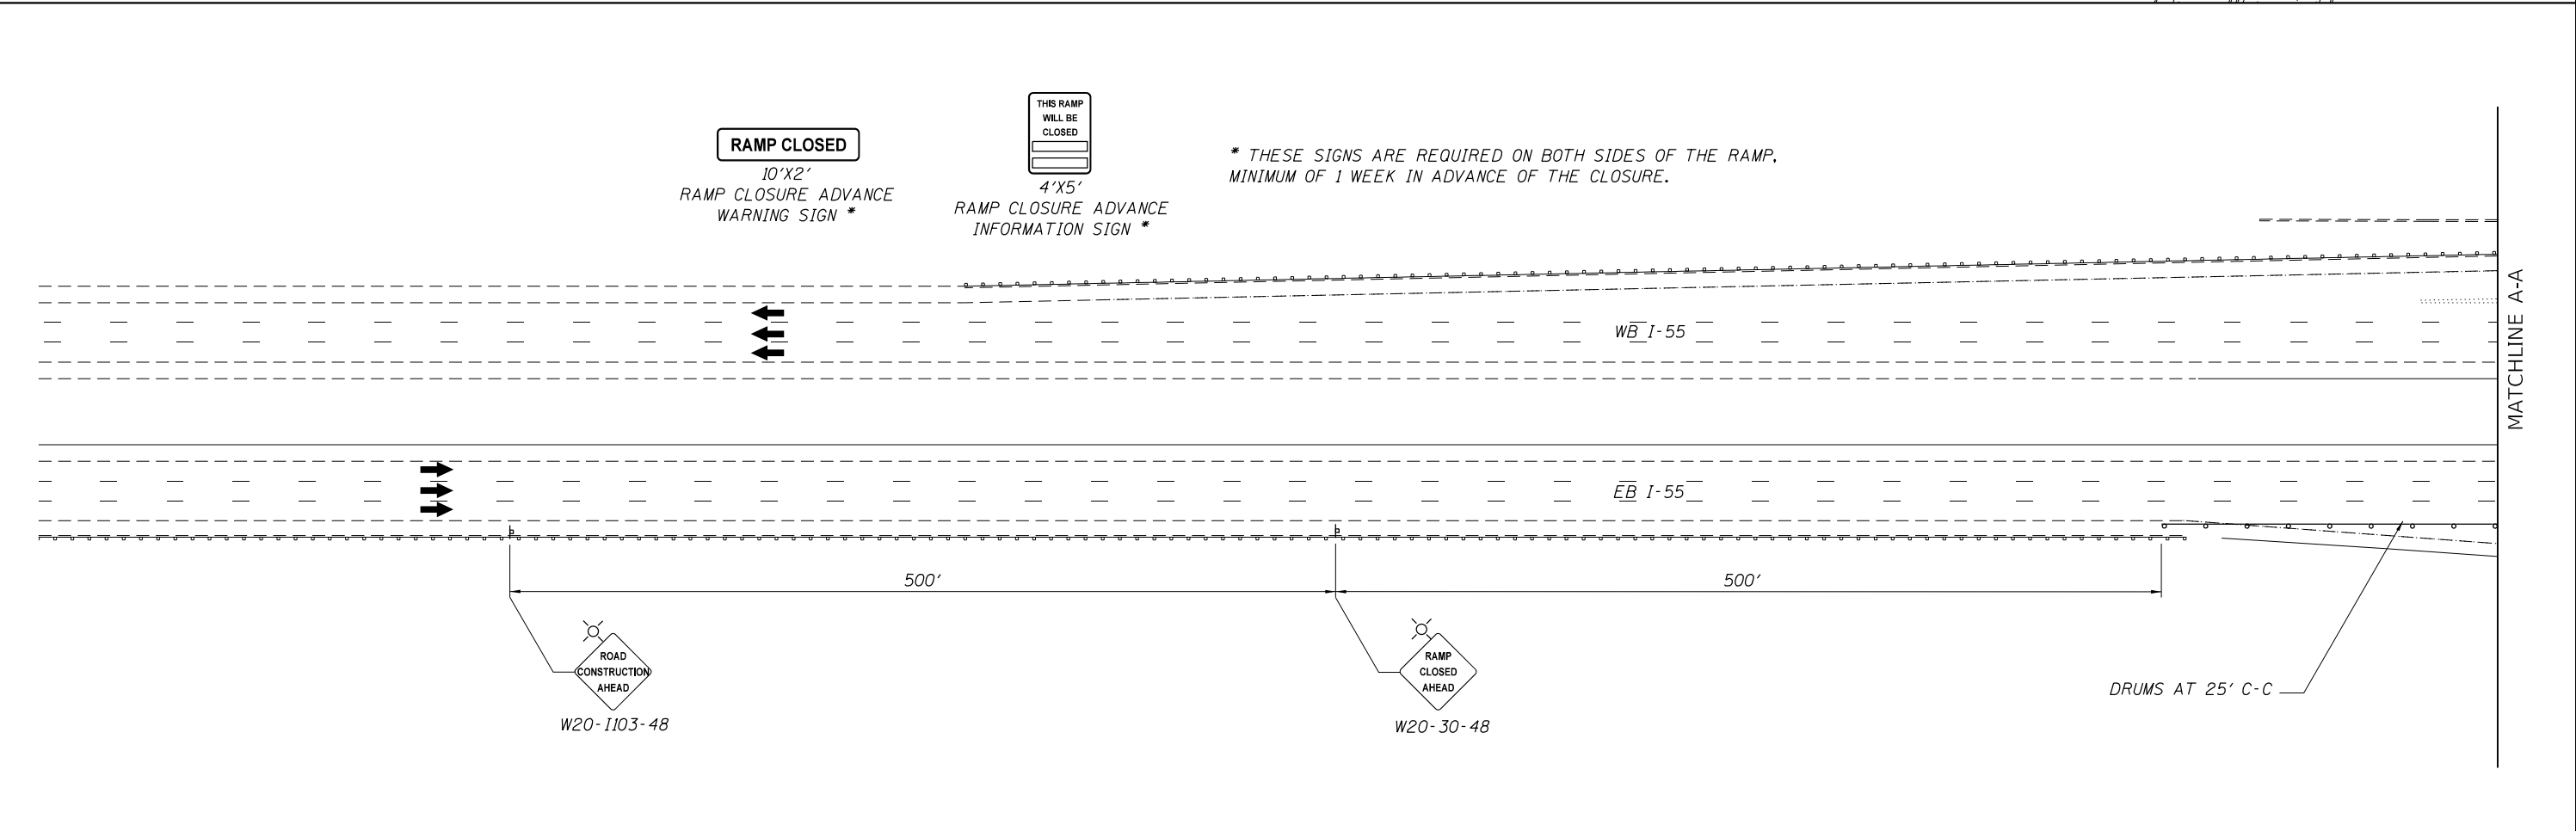 RAMP CLOSED
10'X2'
RAMP CLOSURE ADVANCE
WARNING SIGN *
THIS RAMP
WILL BE
CLOSED
4'X5'
RAMP CLOSURE ADVANCE
INFORMATION SIGN *
* THESE SIGNS ARE REQUIRED ON BOTH SIDES OF THE RAMP,
MINIMUM OF 1 WEEK IN ADVANCE OF THE CLOSURE.
WB I-55
MATCHLINE A-A
EB I-55
500'
500'
ROAD
CONSTRUCTION
AHEAD
W20-I103-48
RAMP
CLOSED
AHEAD
W20-30-48
DRUMS AT 25' C-C